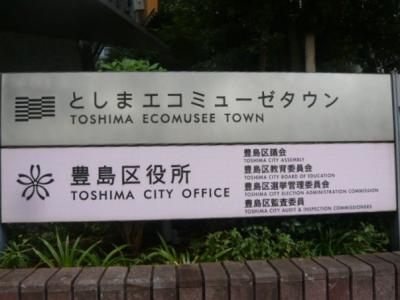 としまエコミューゼタウン
TOSHIMA ECOMUSEE TOWN
豊島区役所
TOSHIMA CITY OFFICE
豊島区議会
TOSHIMA CITY ASSEMBLY
豊島区教育委員会
TOSHIMA CITY BOARD OF EDUCATION
豊島区選挙管理委員会
TOSHIMA CITY ELECTION ADMINISTRATION COMMISSION
豊島区監査委員
TOSHIMA CITY AUDIT & INSPECTION COMMISSIONERS